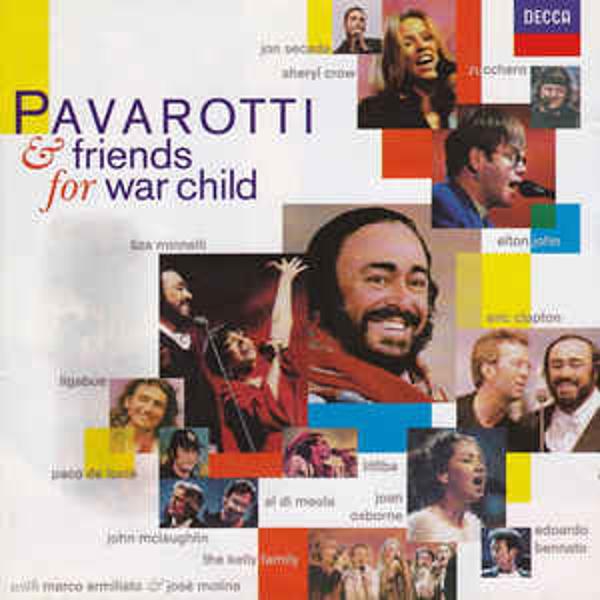 DECCA
jon secada
sheryl crow
zucchero
PAVAROTTI
& friends
for war child
elton john
liza minnelli
eric clapton
ligabue
paco de lucia
litfiba
al di meola
joan
osborne
john mclaughlin
edoardo
bennato
the kelly family
with marco armiliato & josé molina